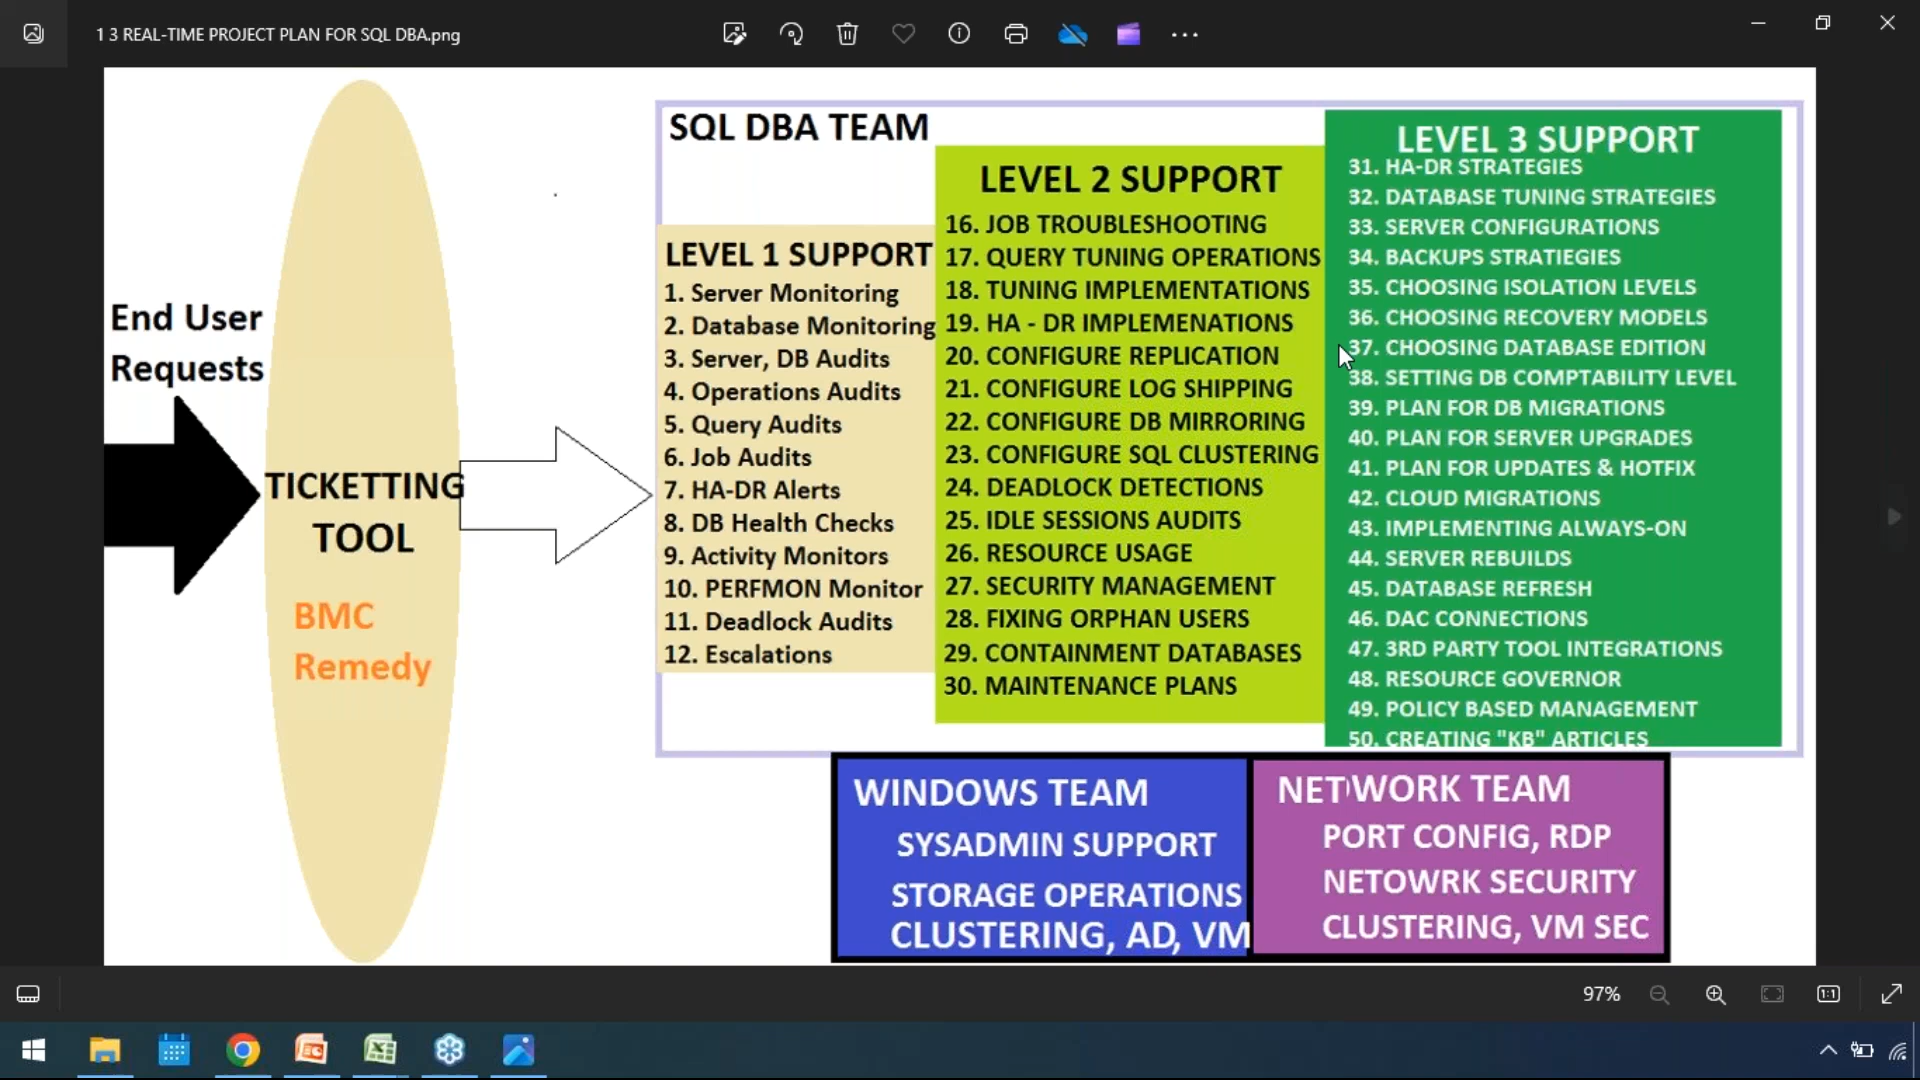 1 3 REAL-TIME PROJECT PLAN FOR SQL DBA.png
End User
Requests
TICKETTING
TOOL
BMC
Remedy
SQL DBA TEAM
LEVEL 1 SUPPORT
1. Server Monitoring
2. Database Monitoring
3. Server, DB Audits
4. Operations Audits
5. Query Audits
6. Job Audits
7. HA-DR Alerts
8. DB Health Checks
9. Activity Monitors
10. PERFMON Monitor
11. Deadlock Audits
12. Escalations
LEVEL 2 SUPPORT
16. JOB TROUBLESHOOTING
17. QUERY TUNING OPERATIONS
18. TUNING IMPLEMENTATIONS
19. HA - DR IMPLEMENATIONS
20. CONFIGURE REPLICATION
21. CONFIGURE LOG SHIPPING
22. CONFIGURE DB MIRRORING
23. CONFIGURE SQL CLUSTERING
24. DEADLOCK DETECTIONS
25. IDLE SESSIONS AUDITS
26. RESOURCE USAGE
27. SECURITY MANAGEMENT
28. FIXING ORPHAN USERS
29. CONTAINMENT DATABASES
30. MAINTENANCE PLANS
LEVEL 3 SUPPORT
31. HA-DR STRATEGIES
32. DATABASE TUNING STRATEGIES
33. SERVER CONFIGURATIONS
34. BACKUPS STRATIEGIES
35. CHOOSING ISOLATION LEVELS
36. CHOOSING RECOVERY MODELS
37. CHOOSING DATABASE EDITION
38. SETTING DB COMPTABILITY LEVEL
39. PLAN FOR DB MIGRATIONS
40. PLAN FOR SERVER UPGRADES
41. PLAN FOR UPDATES & HOTFIX
42. CLOUD MIGRATIONS
43. IMPLEMENTING ALWAYS-ON
44. SERVER REBUILDS
45. DATABASE REFRESH
46. DAC CONNECTIONS
47. 3RD PARTY TOOL INTEGRATIONS
48. RESOURCE GOVERNOR
49. POLICY BASED MANAGEMENT
50. CREATING "KB" ARTICLES
WINDOWS TEAM
SYSADMIN SUPPORT
STORAGE OPERATIONS
CLUSTERING, AD, VM
NETWORK TEAM
PORT CONFIG, RDP
NETOWRK SECURITY
CLUSTERING, VM SEC
97%
1:1